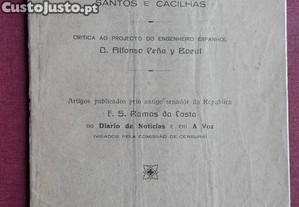 CustoJusto.pt
SANTOS E CACILHAS
CRITICA AO PROJECTO DO ENGENHEIRO ESPANHOL
D. Alfonso Peña y Boeuf
Artigos publicados pelo antigo senador da Republica
F. S. Ramos da Costa
no Diario de Noticias e em A Voz
(VISADOS PELA COMISSÃO DE CENSURA)